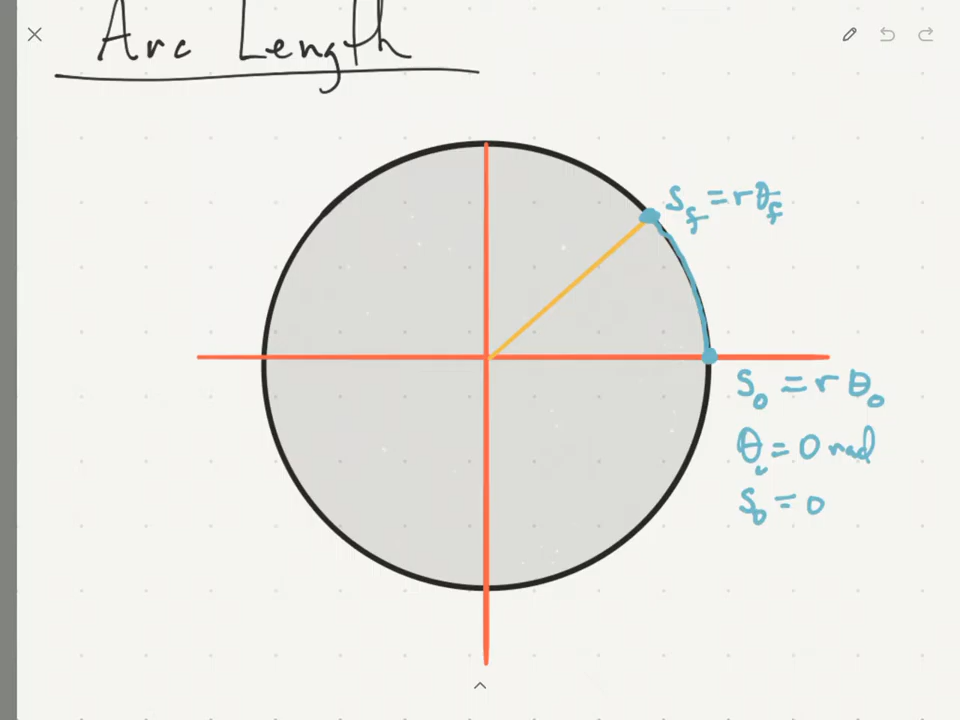 Arc Length
S_f = rθ_f
S_0 = rθ_0
θ_0 = 0 rad
S_0 = 0